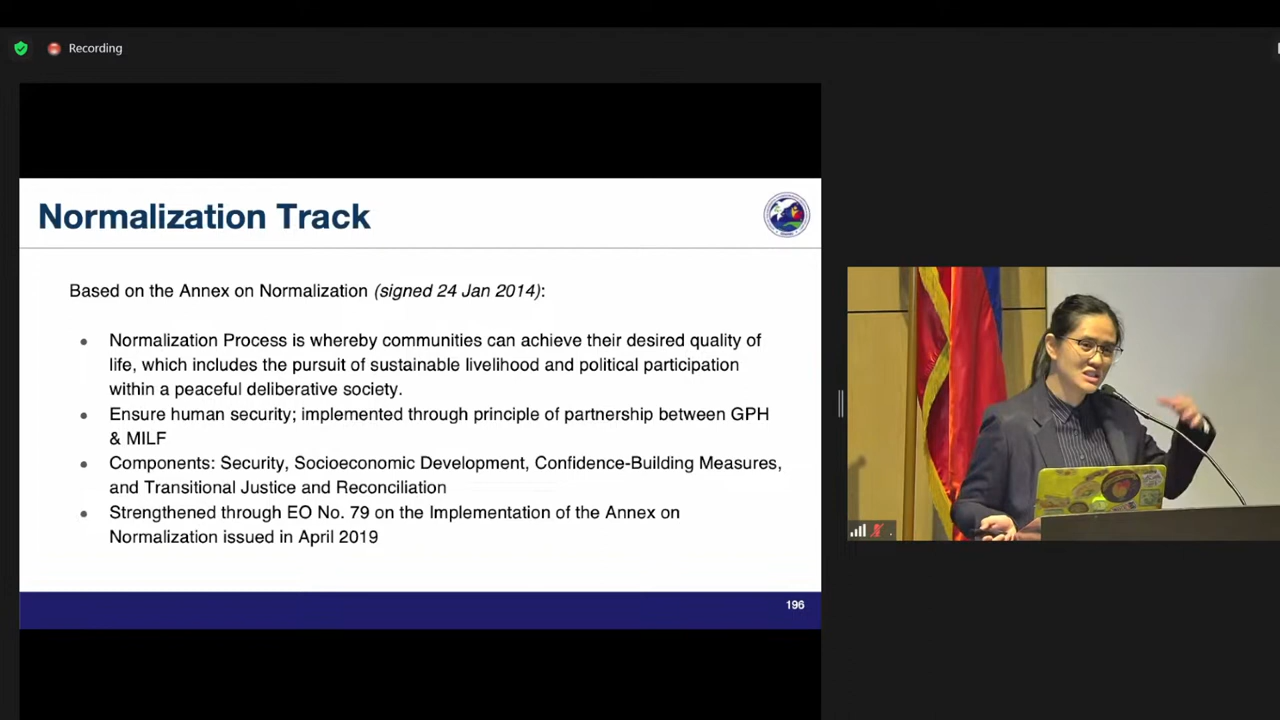 Recording
Normalization Track
Based on the Annex on Normalization (signed 24 Jan 2014):
● Normalization Process is whereby communities can achieve their desired quality of
life, which includes the pursuit of sustainable livelihood and political participation
within a peaceful deliberative society.
● Ensure human security; implemented through principle of partnership between GPH
& MILF
● Components: Security, Socioeconomic Development, Confidence-Building Measures,
and Transitional Justice and Reconciliation
● Strengthened through EO No. 79 on the Implementation of the Annex on
Normalization issued in April 2019
196